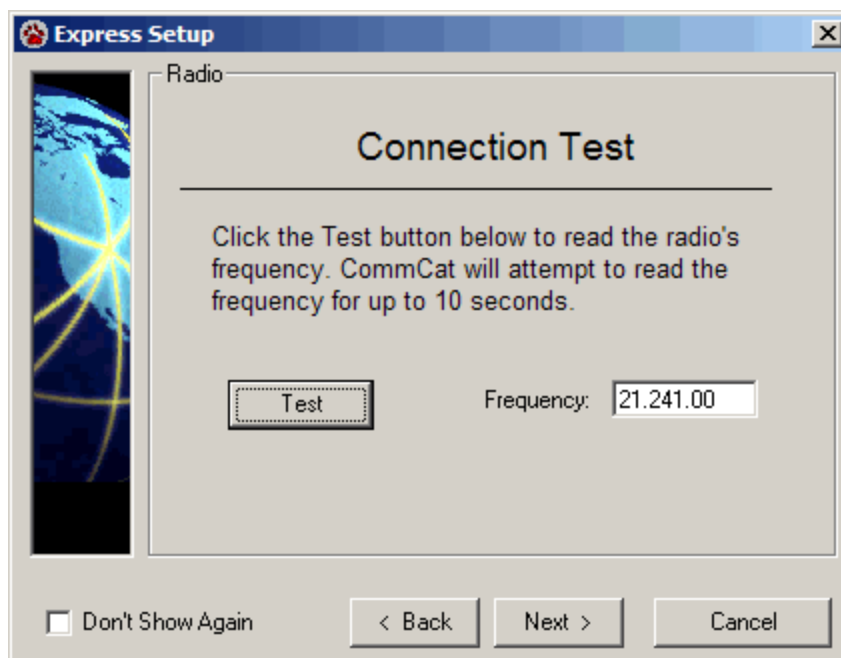 Express Setup
Radio
Connection Test
Click the Test button below to read the radio's
frequency. CommCat will attempt to read the
frequency for up to 10 seconds.
Test
Frequency:
21.241.00
Don't Show Again
< Back
Next >
Cancel